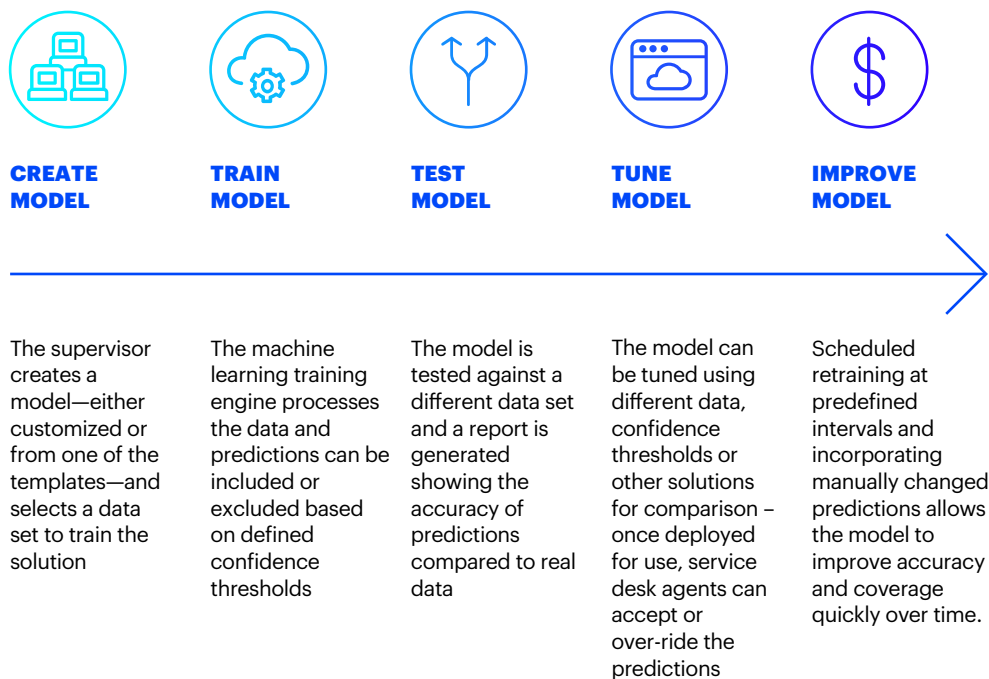 CREATE
MODEL
TRAIN
MODEL
TEST
MODEL
TUNE
MODEL
IMPROVE
MODEL
The supervisor
creates a
model—either
customized or
from one of the
templates—and
selects a data
set to train the
solution
The machine
learning training
engine processes
the data and
predictions can be
included or
excluded based
on defined
confidence
thresholds
The model is
tested against a
different data set
and a report is
generated
showing the
accuracy of
predictions
compared to real
data
The model can
be tuned using
different data,
confidence
thresholds or
other solutions
for comparison –
once deployed
for use, service
desk agents can
accept or
over-ride the
predictions
Scheduled
retraining at
predefined
intervals and
incorporating
manually changed
predictions allows
the model to
improve accuracy
and coverage
quickly over time.